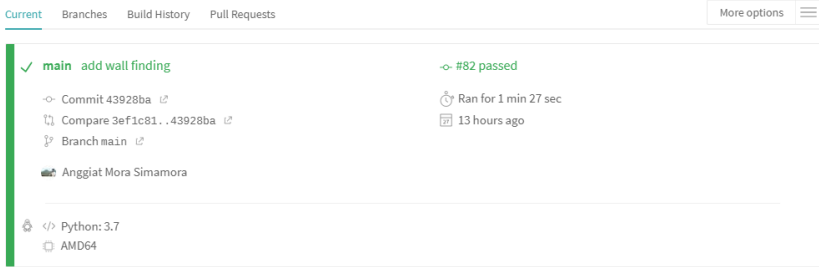 Current Branches Build History Pull Requests More options
main add wall finding #82 passed
Commit 43928ba Ran for 1 min 27 sec
Compare 3ef1c81..43928ba 13 hours ago
Branch main
Anggiat Mora Simamora
</> Python: 3.7
AMD64